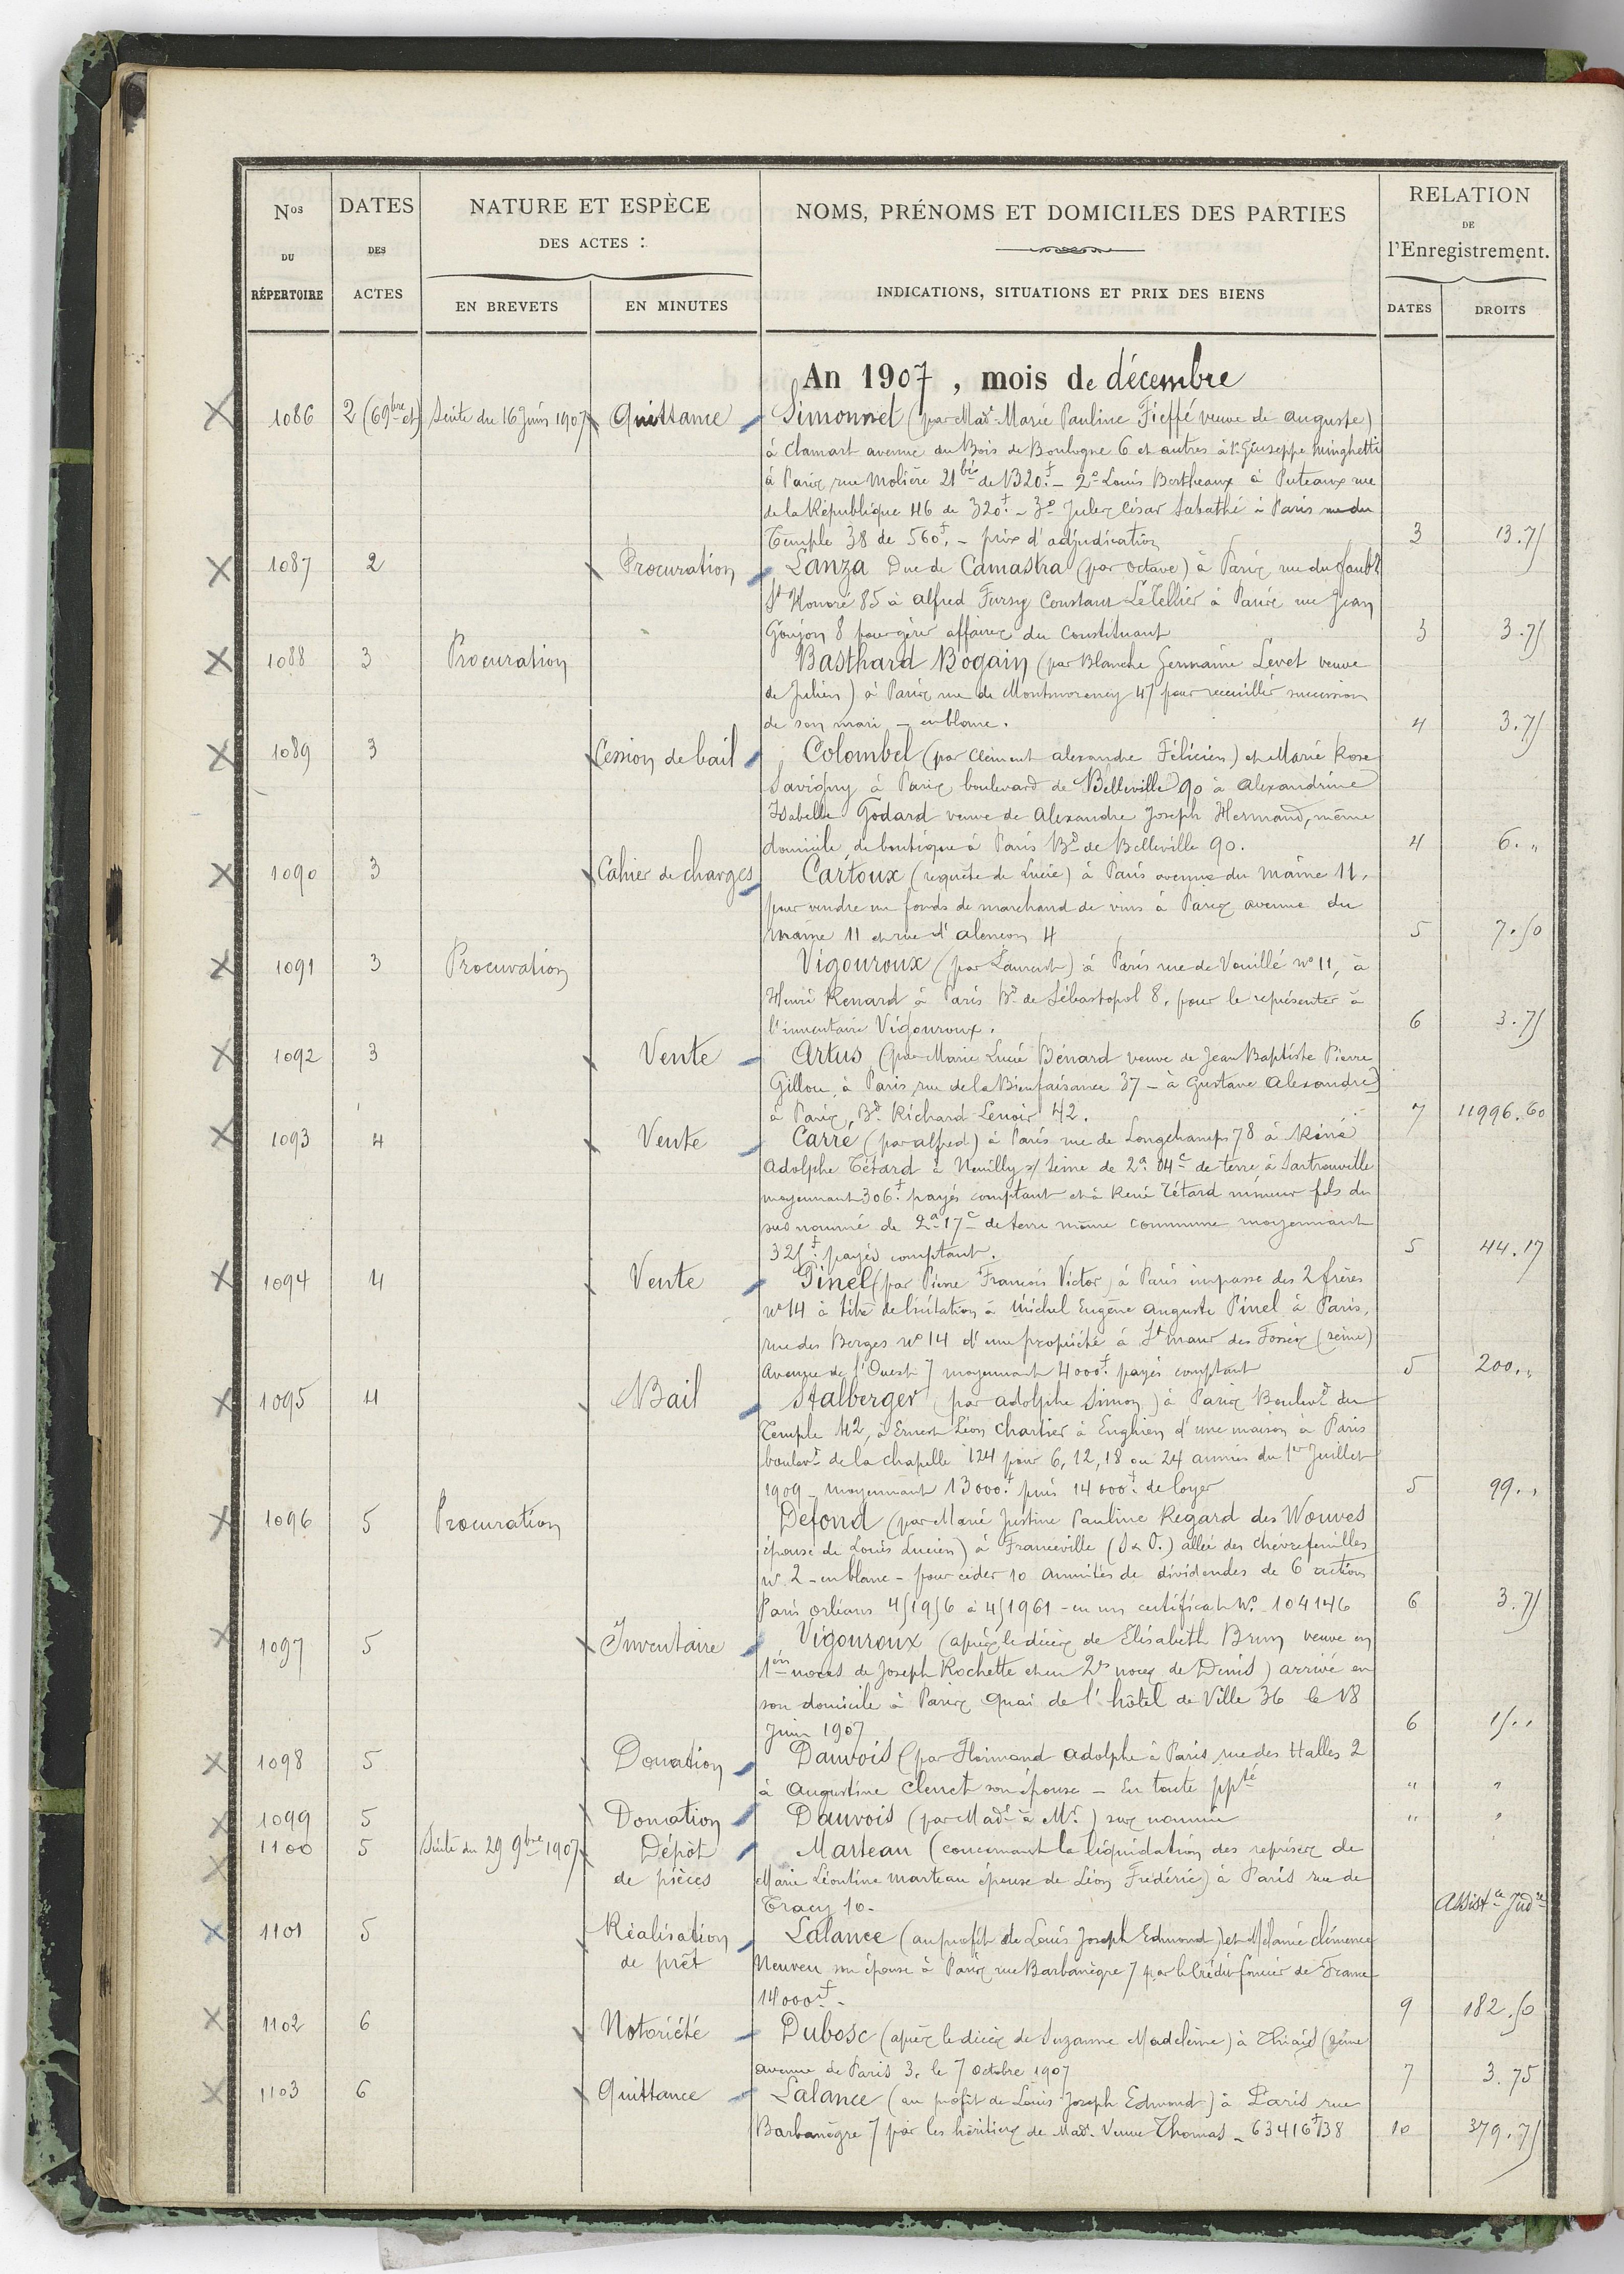 Nos DU RÉPERTOIRE
DATES DES ACTES
NATURE ET ESPÈCE DES ACTES :
EN BREVETS
EN MINUTES
NOMS, PRÉNOMS ET DOMICILES DES PARTIES
INDICATIONS, SITUATIONS ET PRIX DES BIENS
RELATION DE l'Enregistrement.
DATES
DROITS
An 1907, mois de décembre
1086 2 (6 9bre et) Suite du 16 Juin 1907 Quittance Simonnet (par Made Marie Pauline Fieffé veuve de auguste)
à Clamart avenue du Bois de Boulogne 6 et autres à 1o Giuseppe Minghetti
à Paris, rue Molière 21 bis de 1320f. - 2o Louis Bertheaux à Puteaux rue
de la République 46 de 320f. - 3o Jules César Sabathé à Paris rue du
Temple 38 de 560f. - prix d'adjudication 3 13.75
1087 2 Procuration Lanza Duc de Camastra (par Octave) à Paris rue du Faubg
St Honoré 85 à Alfred Fursy Constant LeTellier à Paris rue Jean
Goujon 8 pour gérer affaires du Constituant 3 3.75
1088 3 Procuration Basthard Bogain (par Blanche Germaine Levet veuve
de Julien) à Paris rue de Montmorency 47 pour recueillir succession
de son mari - en blanc. 4 3.75
1089 3 Cession de bail Colombel (par Clément alexandre Félicien) et Marie Rose
Savigny à Paris boulevard de Belleville 90 à Alexandrine
Isabelle Godard veuve de Alexandre Joseph Hermand, même
domicile, de boutique à Paris Bd de Belleville 90. 4 6. "
1090 3 Cahier de charges Cartoux (requête de Lucie) à Paris avenue du Maine 11,
pour vendre un fonds de marchand de vins à Paris avenue du
Maine 11 et rue d'alençon 4 5 7.50
1091 3 Procuration Vigouroux (par Laurent) à Paris rue de Vouillé no 11, à
Henri Renard à Paris Bd de Sébastopol 8, pour le représenter à
l'inventaire Vigouroux. 6 3.75
1092 3 Vente Artus (par Marie Lucie Bénard veuve de Jean Baptiste Pierre
Gillou, à Paris, rue de la Bienfaisance 37 - à Gustave Alexandre)
à Paris, Bd Richard Lenoir 42. 7 11996.60
1093 4 Vente Carré (par alfred) à Paris rue de Longchamps 78 à René
Adolphe Tétard à Neuilly s/ Seine de 2a 04c de terre à Sartrouville
moyennant 306f. payés comptant et à René Tétard mineur fils du
sus nommé de 2a 17c de terre même commune moyennant
325f. payés comptant. 5 44.17
1094 4 Vente Pinel (par Pierre François Victor) à Paris impasse des 2 frères
no 14 à titre de licitation à Michel Eugène Auguste Pinel à Paris,
rue des Berges no 14 d'une propriété à St Maur des Fossés (Seine)
Avenue de l'Ouest 7 moyennant 4000f. payés comptant 5 200. "
1095 4 Bail Stalberger (par Adolphe Simon) à Paris Boulevd du
Temple 42, à Ernest Léon Chartier à Enghien d'une maison à Paris
boulevd de la Chapelle 124 pour 6, 12, 18 ou 24 années du 1er Juillet
1909 - moyennant 13000f. puis 14000f. de loyer 5 99. "
1096 5 Procuration Defond (par Marie Justine Pauline Regard des Wouves
épouse de Louis Lucien) à Franceville (S & O.) allée des chèvrefeuilles
no 2 - en blanc - pour céder 10 annuités de dividendes de 6 actions
Paris Orléans 4/1956 à 4/1961 - en un certificat No. 104146 6 3.75
1097 5 Inventaire Vigouroux (après le décès de Elisabeth Brun veuve en
1ères noces de Joseph Rochette et en 2es noces de Denis) arrivé en
son domicile à Paris quai de l'hôtel de Ville 36 le 18
Juin 1907 6 15. "
1098 5 Donation Dauvois (par Florimond Adolphe à Paris, rue des Halles 2
à Augustine Clenet son épouse - En toute ppté " "
1099 5 Donation Dauvois (par Made à Mr.) sus nommés " "
1100 5 Suite du 29 9bre 1907 Dépôt de pièces Marteau (concernant la liquidation des reprises de
Marie Léontine Marteau épouse de Léon Frédéric) à Paris rue de
Tracy 10. Assistce Judre
1101 5 Réalisation de prêt Lalance (au profit de Louis Joseph Edmond) et Mélanie Clémence
Neuveu son épouse à Paris rue Barbanègre 7 par le Crédit foncier de France
14000f. 9 182.50
1102 6 Notoriété Dubosc (après le décès de Suzanne Madeleine) à Thiais (Seine
avenue de Paris 3, le 7 Octobre 1907 7 3.75
1103 6 Quittance Lalance (au profit de Louis Joseph Edmond) à Paris rue
Barbanègre 7 par les héritiers de Made Veuve Thomas - 63416f38 10 379.75